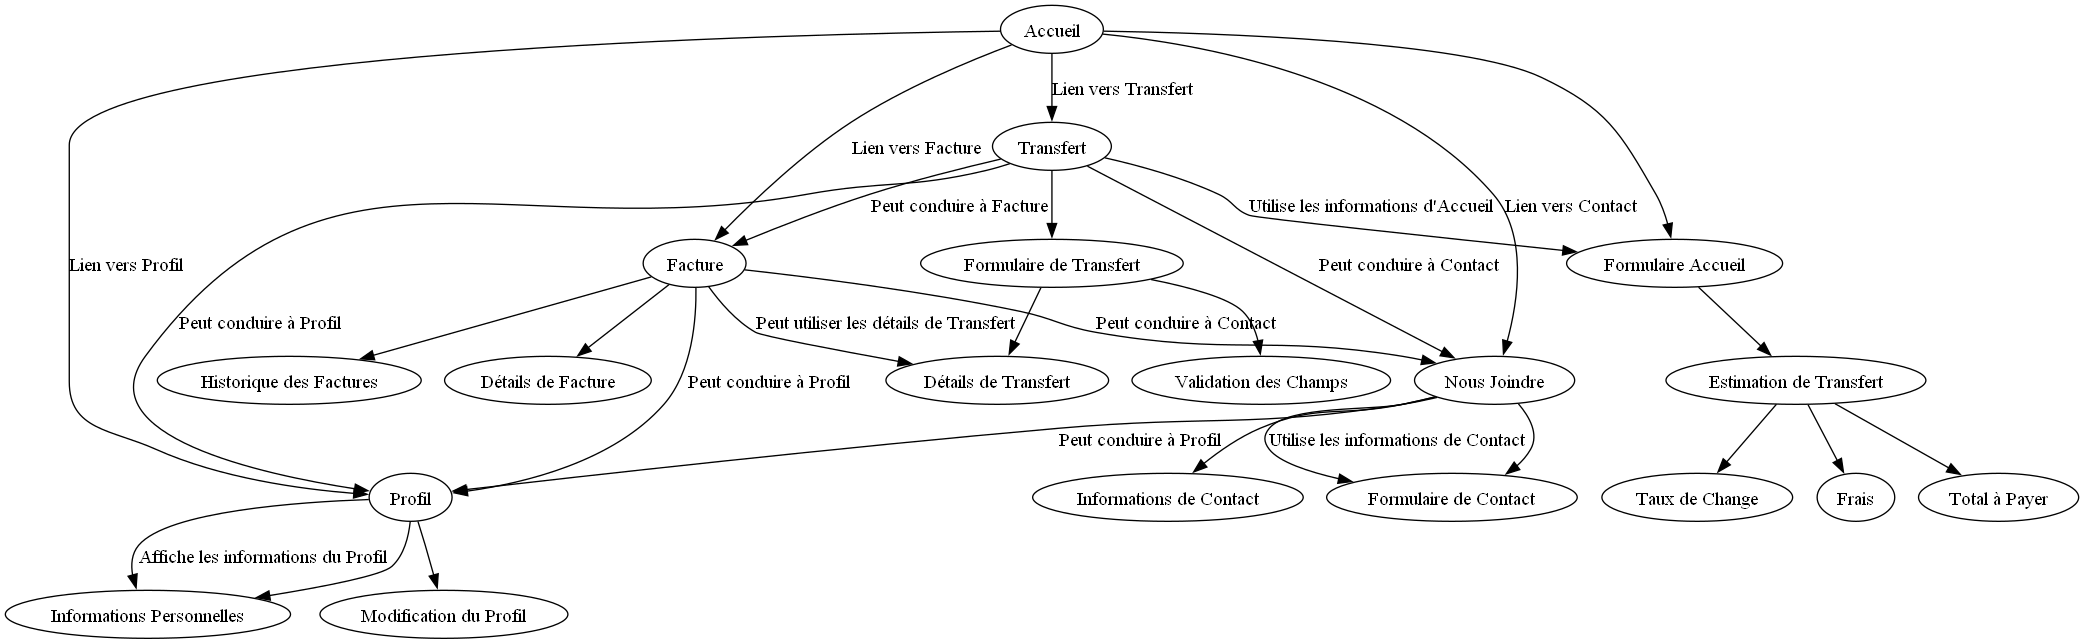 Accueil
Lien vers Transfert
Lien vers Facture
Transfert
Peut conduire à Facture
Utilise les informations d'Accueil
Lien vers Contact
Lien vers Profil
Facture
Formulaire de Transfert
Peut conduire à Contact
Formulaire Accueil
Peut conduire à Profil
Peut utiliser les détails de Transfert
Peut conduire à Contact
Historique des Factures
Détails de Facture
Peut conduire à Profil
Détails de Transfert
Validation des Champs
Nous Joindre
Estimation de Transfert
Peut conduire à Profil
Utilise les informations de Contact
Profil
Informations de Contact
Formulaire de Contact
Taux de Change
Frais
Total à Payer
Affiche les informations du Profil
Informations Personnelles
Modification du Profil